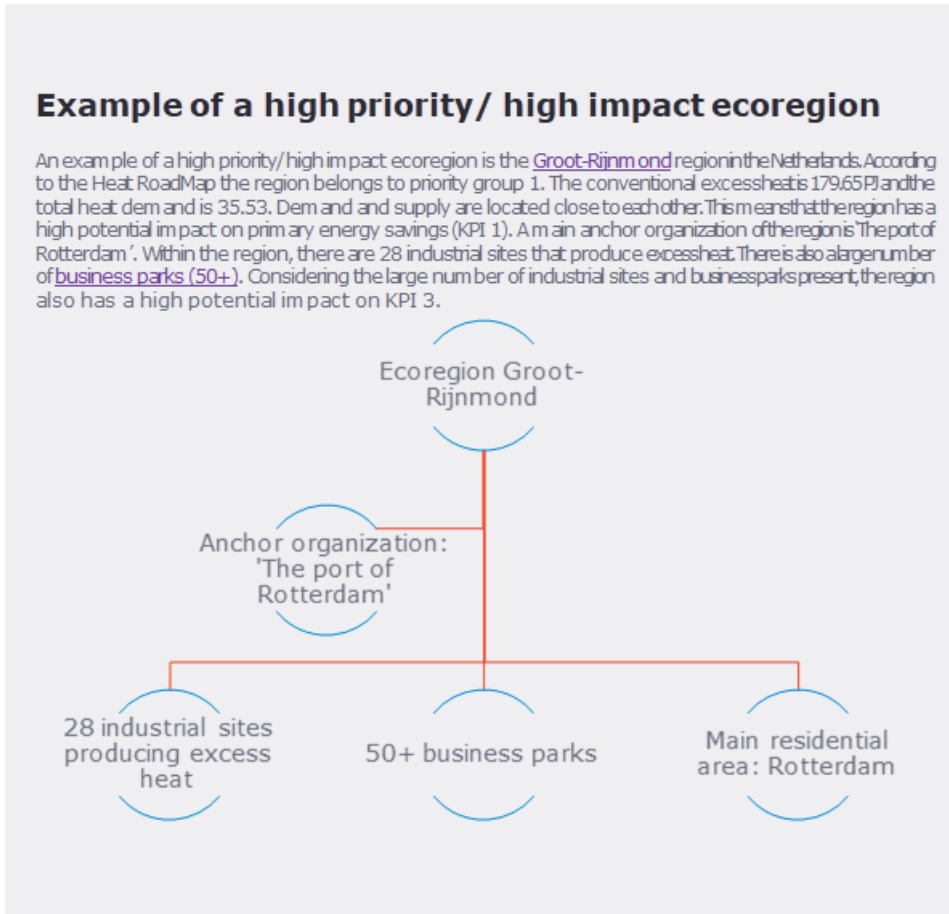 Example of a high priority/ high impact ecoregion
An example of a high priority/high impact ecoregion is the Groot-Rijnmond region in the Netherlands. According
to the Heat RoadMap the region belongs to priority group 1. The conventional excess heat is 179.65 PJ and the
total heat demand is 35.53. Demand and supply are located close to each other. This means that the region has a
high potential impact on primary energy savings (KPI 1). A main anchor organization of the region is 'The port of
Rotterdam´. Within the region, there are 28 industrial sites that produce excess heat. There is also a large number
of business parks (50+). Considering the large number of industrial sites and business parks present, the region
also has a high potential impact on KPI 3.
Ecoregion Groot-
Rijnmond
Anchor organization:
'The port of
Rotterdam'
28 industrial sites
producing excess
heat
50+ business parks
Main residential
area: Rotterdam